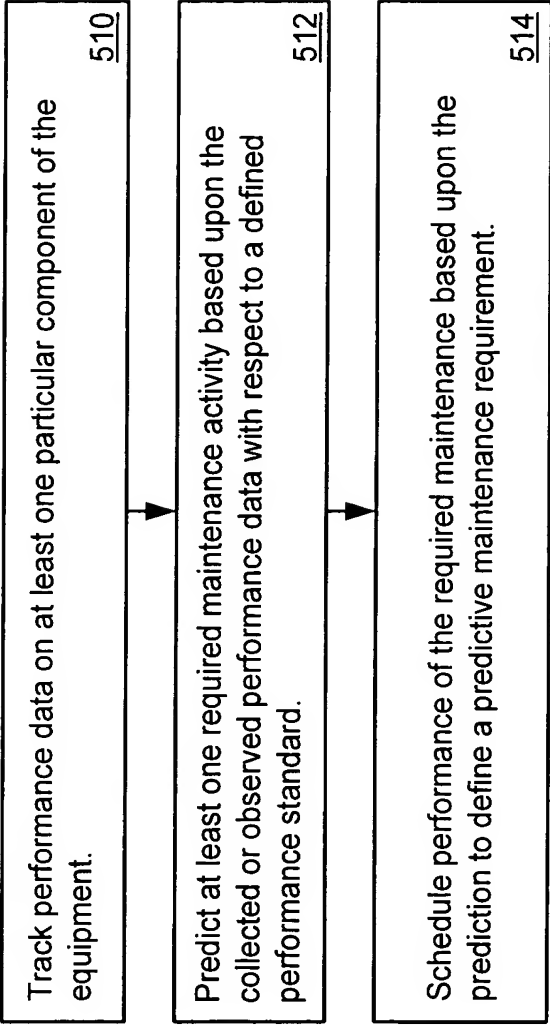 Track performance data on at least one particular component of the
equipment.
510
Predict at least one required maintenance activity based upon the
collected or observed performance data with respect to a defined
performance standard.
512
Schedule performance of the required maintenance based upon the
prediction to define a predictive maintenance requirement.
514